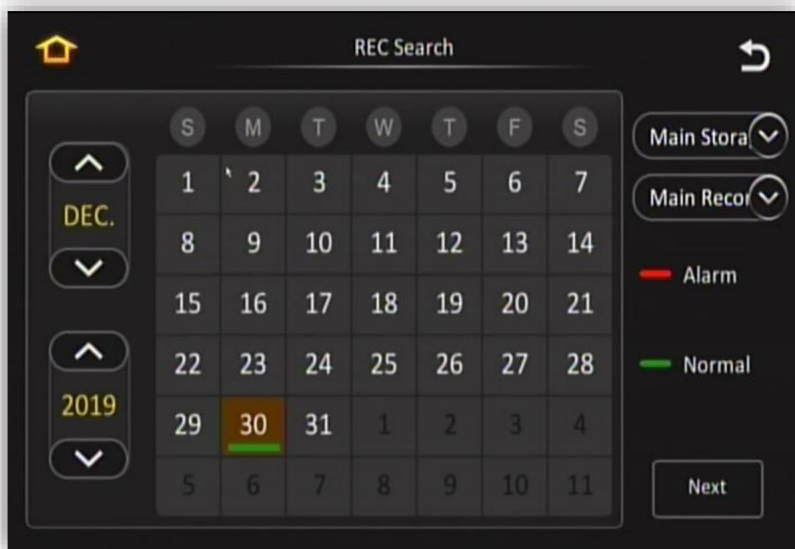 REC Search
S M T W T F S
Main Stora
1 2 3 4 5 6 7
Main Recor
DEC.
8 9 10 11 12 13 14
Alarm
15 16 17 18 19 20 21
22 23 24 25 26 27 28
Normal
2019
29 30 31 1 2 3 4
5 6 7 8 9 10 11
Next